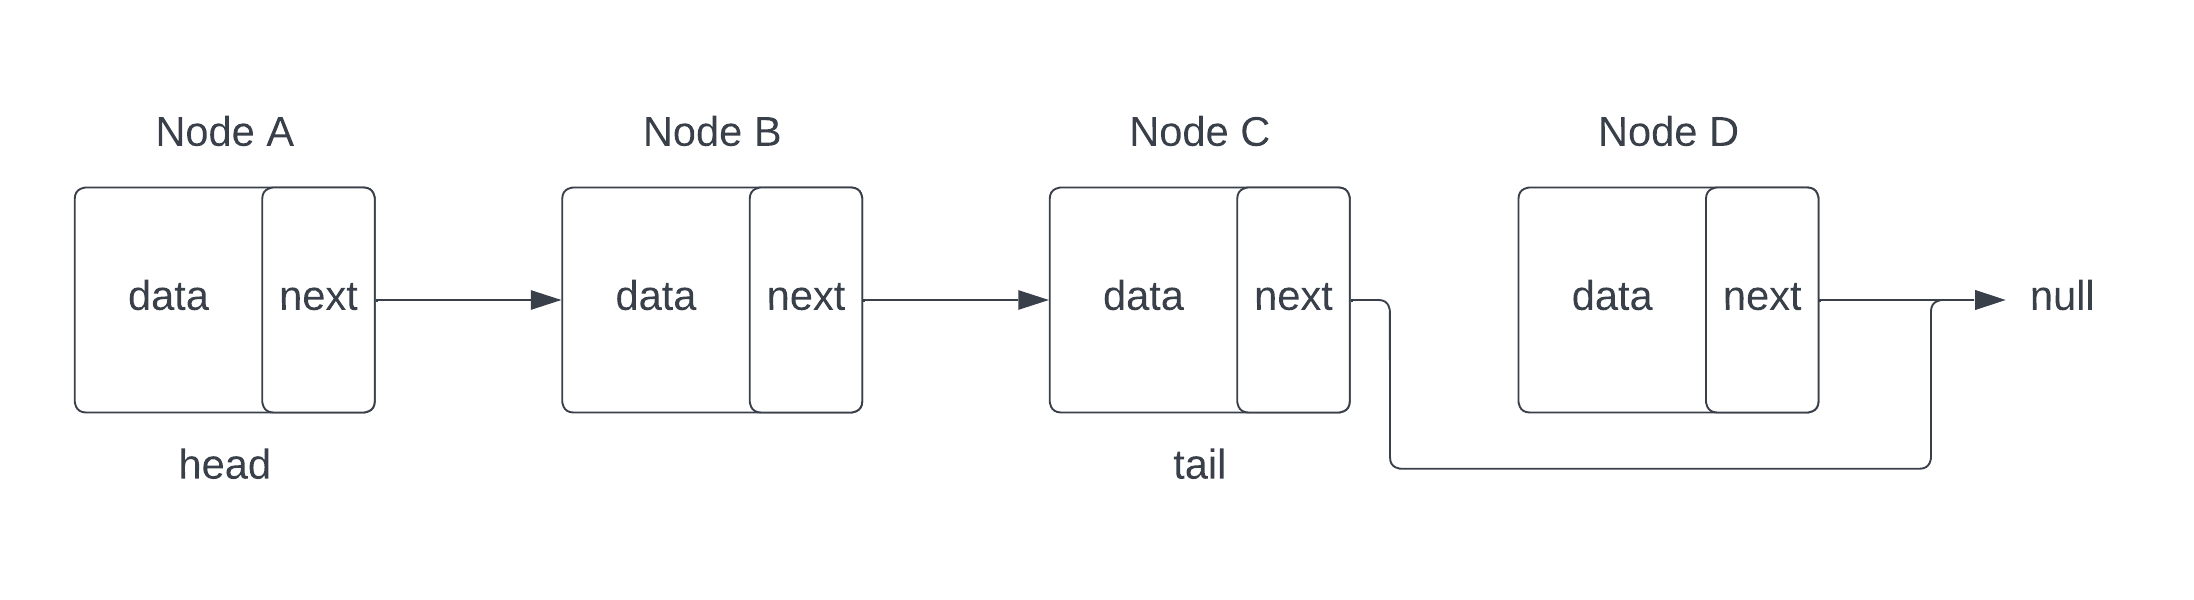 Node A
Node B
Node C
Node D
data
next
data
next
data
next
data
next
null
head
tail